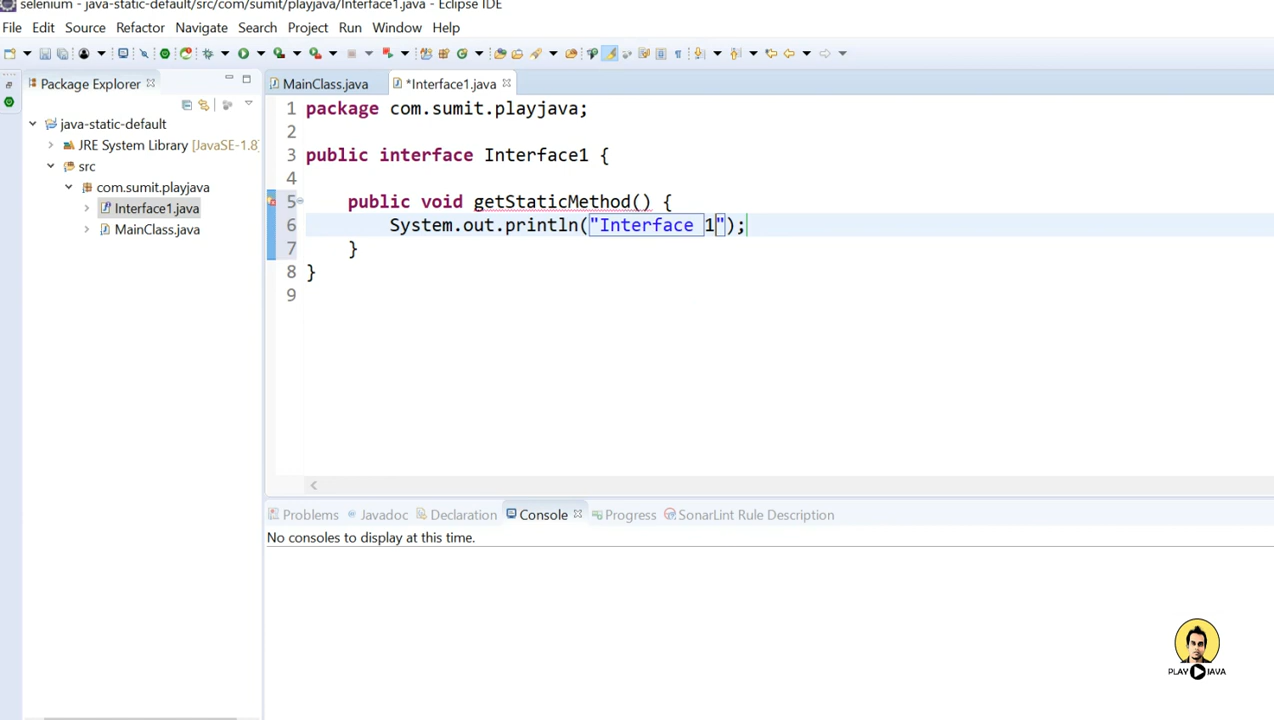 selenium - java-static-default/src/com/sumit/playjava/Interface1.java - Eclipse IDE
File Edit Source Refactor Navigate Search Project Run Window Help
Package Explorer
MainClass.java
*Interface1.java
java-static-default
JRE System Library [JavaSE-1.8]
src
com.sumit.playjava
Interface1.java
MainClass.java
1 package com.sumit.playjava;
2
3 public interface Interface1 {
4
5 public void getStaticMethod() {
6 System.out.println("Interface 1");
7 }
8 }
9
Problems Javadoc Declaration Console Progress SonarLint Rule Description
No consoles to display at this time.
PLAY JAVA